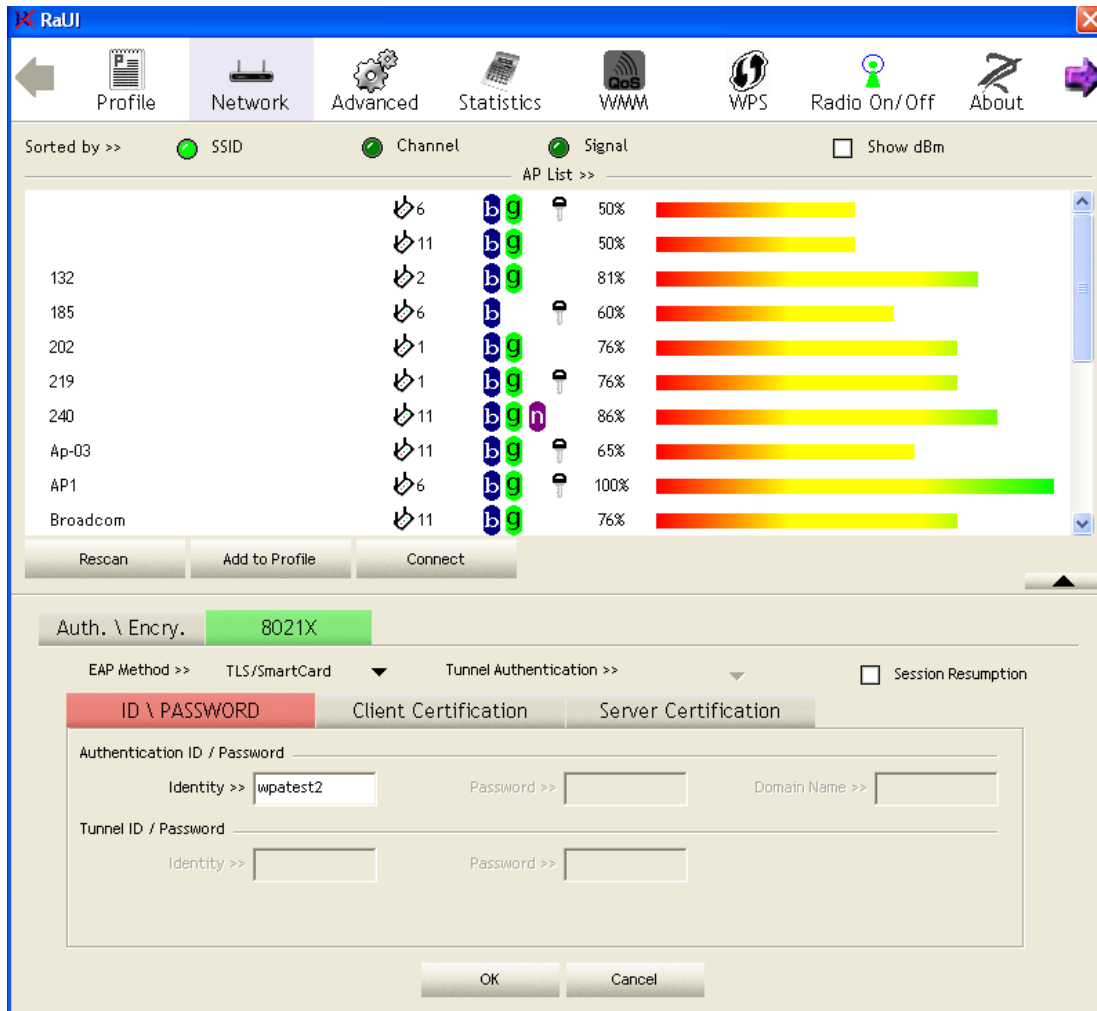 RaUI
Profile Network Advanced Statistics QoS WMM WPS Radio On/Off About
Sorted by >> SSID Channel Signal Show dBm
AP List >>
6 b g 50%
11 b g 50%
132 2 b g 81%
185 6 b 60%
202 1 b g 76%
219 1 b g 76%
240 11 b g n 86%
Ap-03 11 b g 65%
AP1 6 b g 100%
Broadcom 11 b g 76%
Rescan Add to Profile Connect
Auth. \ Encry. 8021X
EAP Method >> TLS/SmartCard Tunnel Authentication >> Session Resumption
ID \ PASSWORD Client Certification Server Certification
Authentication ID / Password
Identity >> wpatest2 Password >> Domain Name >>
Tunnel ID / Password
Identity >> Password >>
OK Cancel